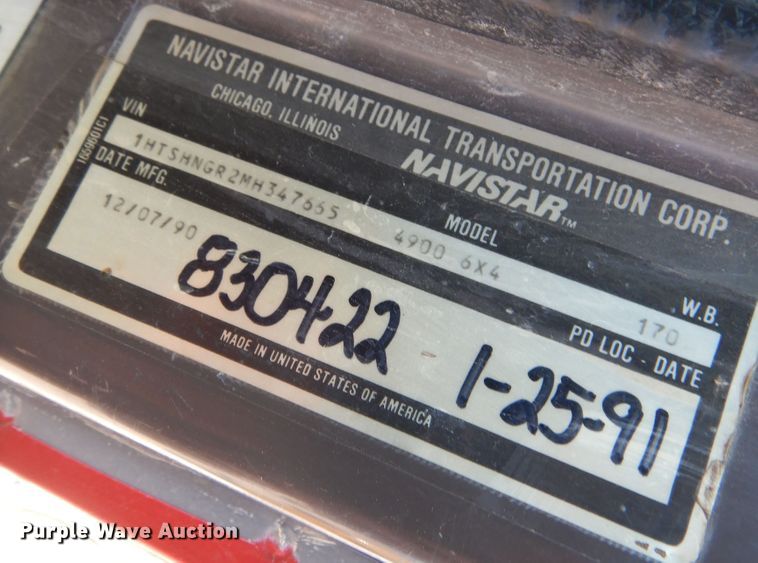 NAVISTAR INTERNATIONAL TRANSPORTATION CORP.
CHICAGO, ILLINOIS
NAVISTAR™
VIN MODEL W.B.
1HTSHNGR2MH347665 4900 6X4 170
DATE MFG. PD LOC - DATE
12/07/90 830422 - 1-25-91
MADE IN UNITED STATES OF AMERICA
Purple Wave Auction